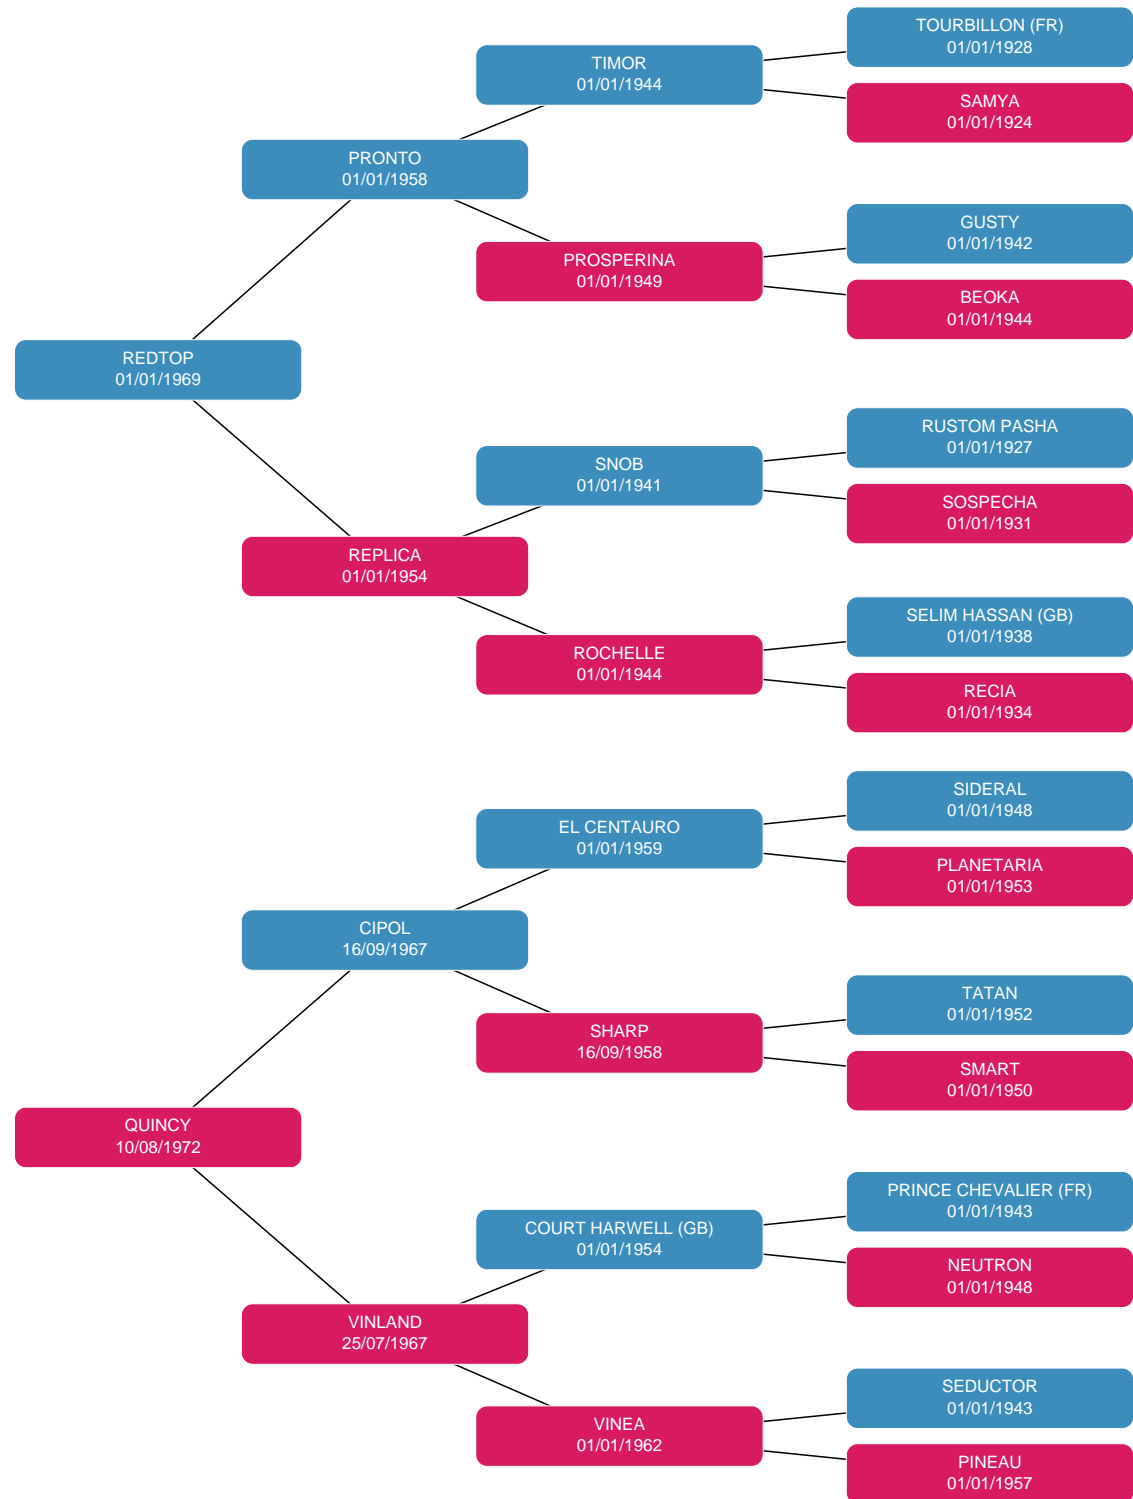 TOURBILLON (FR)
01/01/1928
TIMOR
01/01/1944
SAMYA
01/01/1924
PRONTO
01/01/1958
GUSTY
01/01/1942
PROSPERINA
01/01/1949
BEOKA
01/01/1944
REDTOP
01/01/1969
RUSTOM PASHA
01/01/1927
SNOB
01/01/1941
SOSPECHA
01/01/1931
REPLICA
01/01/1954
SELIM HASSAN (GB)
01/01/1938
ROCHELLE
01/01/1944
RECIA
01/01/1934
SIDERAL
01/01/1948
EL CENTAURO
01/01/1959
PLANETARIA
01/01/1953
CIPOL
16/09/1967
TATAN
01/01/1952
SHARP
16/09/1958
SMART
01/01/1950
QUINCY
10/08/1972
PRINCE CHEVALIER (FR)
01/01/1943
COURT HARWELL (GB)
01/01/1954
NEUTRON
01/01/1948
VINLAND
25/07/1967
SEDUCTOR
01/01/1943
VINEA
01/01/1962
PINEAU
01/01/1957